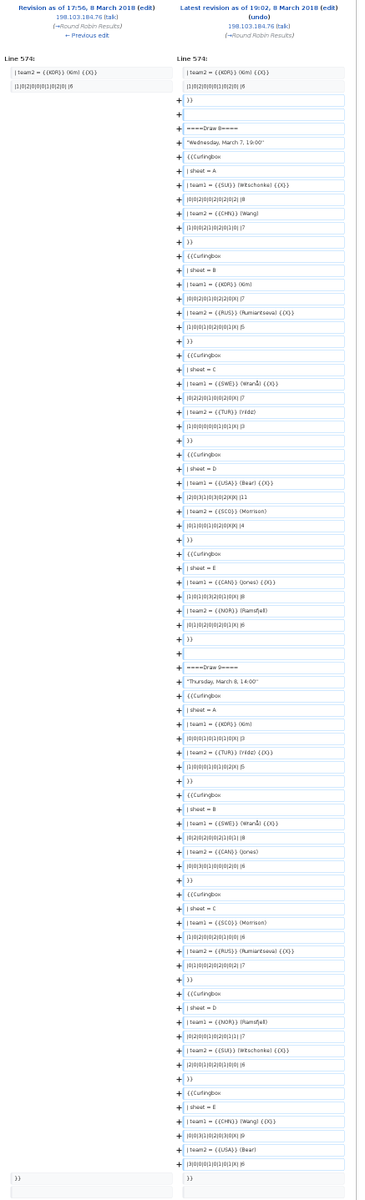 Revision as of 17:56, 8 March 2018 (edit)
198.103.184.76 (talk)
(→Round Robin Results)
← Previous edit
Latest revision as of 19:02, 8 March 2018 (edit)
(undo)
198.103.184.76 (talk)
(→Round Robin Results)
Line 574:
Line 574:
| team2 = {{KOR}} (Kim) {{X}}
| team2 = {{KOR}} (Kim) {{X}}
|1|0|2|0|0|0|1|0|2|0| |6
|1|0|2|0|0|0|1|0|2|0| |6
+ }}
+
+ ====Draw 8====
+ ''Wednesday, March 7, 19:00''
+ {{Curlingbox
+ | sheet = A
+ | team1 = {{SUI}} (Witschonke) {{X}}
+ |0|0|2|0|0|2|0|2|0|2| |8
+ | team2 = {{CHN}} (Wang)
+ |1|0|0|2|1|0|2|0|1|0| |7
+ }}
+ {{Curlingbox
+ | sheet = B
+ | team1 = {{KOR}} (Kim)
+ |0|0|2|0|1|0|2|2|0|X| |7
+ | team2 = {{RUS}} (Rumiantseva) {{X}}
+ |1|0|0|1|0|2|0|0|1|X| |5
+ }}
+ {{Curlingbox
+ | sheet = C
+ | team1 = {{SWE}} (Wranå) {{X}}
+ |0|2|2|0|1|0|0|2|0|X| |7
+ | team2 = {{TUR}} (Yıldız)
+ |1|0|0|0|0|0|1|0|1|X| |3
+ }}
+ {{Curlingbox
+ | sheet = D
+ | team1 = {{USA}} (Bear) {{X}}
+ |2|0|3|1|0|3|0|2|X|X| |11
+ | team2 = {{SCO}} (Morrison)
+ |0|1|0|0|1|0|2|0|X|X| |4
+ }}
+ {{Curlingbox
+ | sheet = E
+ | team1 = {{CAN}} (Jones) {{X}}
+ |1|0|1|0|3|2|0|1|0|X| |8
+ | team2 = {{NOR}} (Ramsfjell)
+ |0|1|0|2|0|0|2|0|1|X| |6
+ }}
+
+ ====Draw 9====
+ ''Thursday, March 8, 14:00''
+ {{Curlingbox
+ | sheet = A
+ | team1 = {{KOR}} (Kim)
+ |0|0|0|1|0|1|0|1|0|X| |3
+ | team2 = {{TUR}} (Yıldız) {{X}}
+ |1|0|0|0|1|0|1|0|2|X| |5
+ }}
+ {{Curlingbox
+ | sheet = B
+ | team1 = {{SWE}} (Wranå) {{X}}
+ |0|2|0|2|0|0|2|1|0|1| |8
+ | team2 = {{CAN}} (Jones)
+ |0|0|3|0|1|0|0|0|2|0| |6
+ }}
+ {{Curlingbox
+ | sheet = C
+ | team1 = {{SCO}} (Morrison)
+ |1|0|2|0|0|2|0|1|0|0| |6
+ | team2 = {{RUS}} (Rumiantseva) {{X}}
+ |0|1|0|0|2|0|2|0|0|2| |7
+ }}
+ {{Curlingbox
+ | sheet = D
+ | team1 = {{NOR}} (Ramsfjell)
+ |0|2|0|0|1|0|2|0|1|1| |7
+ | team2 = {{SUI}} (Witschonke) {{X}}
+ |2|0|0|1|0|2|0|1|0|0| |6
+ }}
+ {{Curlingbox
+ | sheet = E
+ | team1 = {{CHN}} (Wang) {{X}}
+ |0|0|3|1|0|2|0|3|0|X| |9
+ | team2 = {{USA}} (Bear)
+ |3|0|0|0|1|0|1|0|1|X| |6
}}
}}